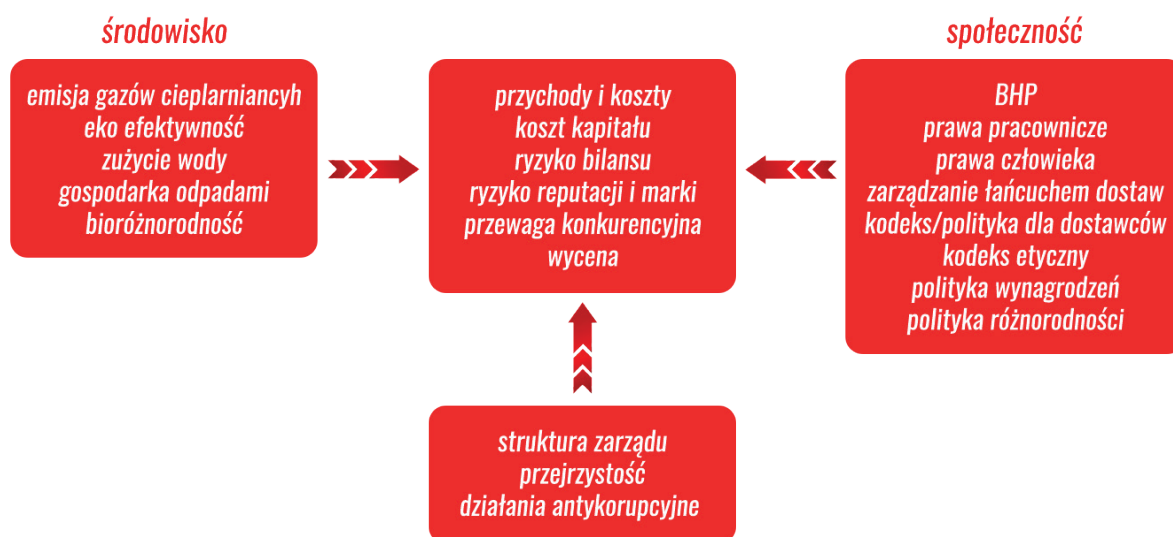 środowisko
emisja gazów cieplarniancyh
eko efektywność
zużycie wody
gospodarka odpadami
bioróżnorodność
przychody i koszty
koszt kapitału
ryzyko bilansu
ryzyko reputacji i marki
przewaga konkurencyjna
wycena
społeczność
BHP
prawa pracownicze
prawa człowieka
zarządzanie łańcuchem dostaw
kodeks/polityka dla dostawców
kodeks etyczny
polityka wynagrodzeń
polityka różnorodności
struktura zarządu
przejrzystość
działania antykorupcyjne